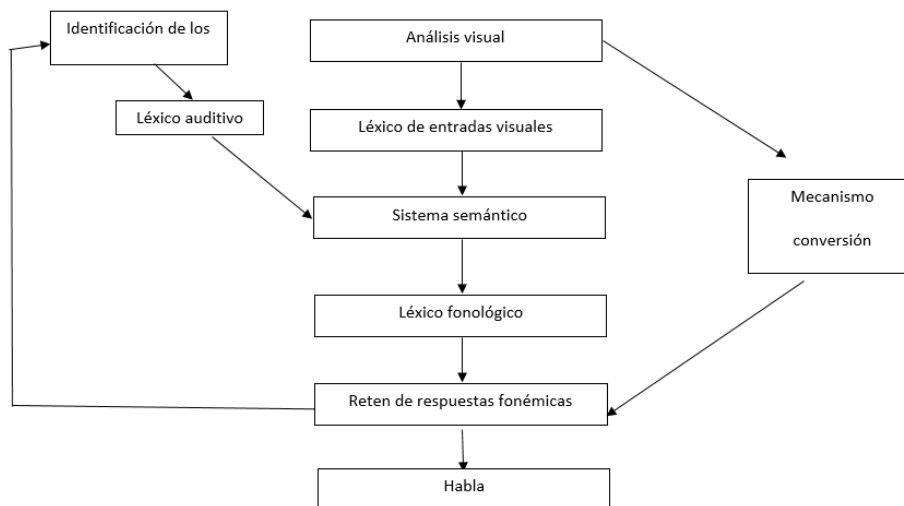 Identificación de los
Análisis visual
Léxico auditivo
Léxico de entradas visuales
Mecanismo
conversión
Sistema semántico
Léxico fonológico
Reten de respuestas fonémicas
Habla